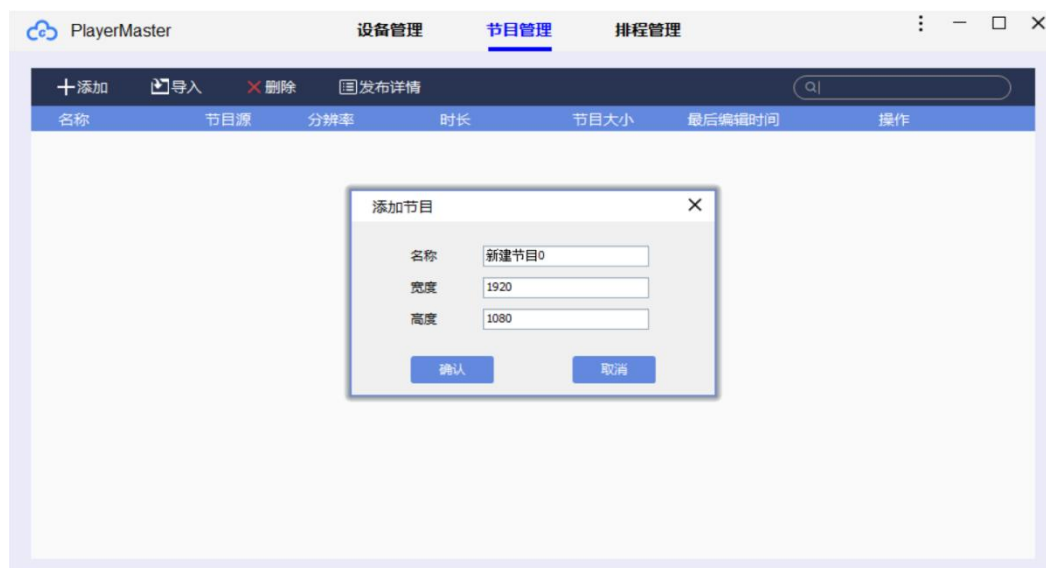 PlayerMaster 设备管理 节目管理 排程管理
添加 导入 删除 发布详情
名称 节目源 分辨率 时长 节目大小 最后编辑时间 操作
添加节目
名称 新建节目0
宽度 1920
高度 1080
确认 取消